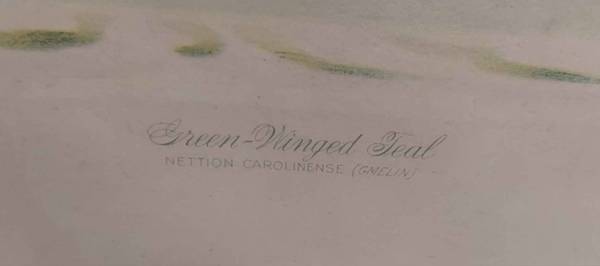 Green-Winged Teal
NETTION CAROLINENSE (GMELIN)